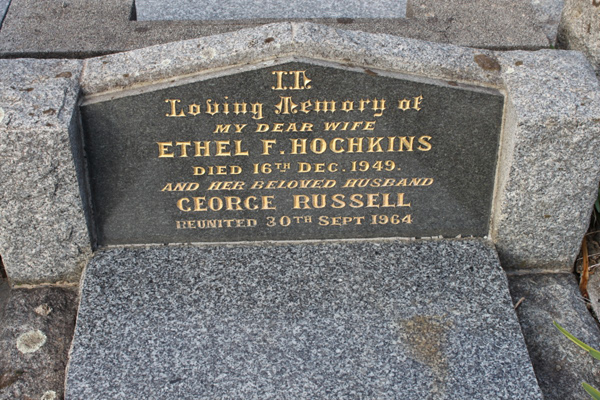 In
Loving Memory of
MY DEAR WIFE
ETHEL F. HOCHKINS
DIED 16TH DEC. 1949.
AND HER BELOVED HUSBAND
GEORGE RUSSELL
REUNITED 30TH SEPT 1964